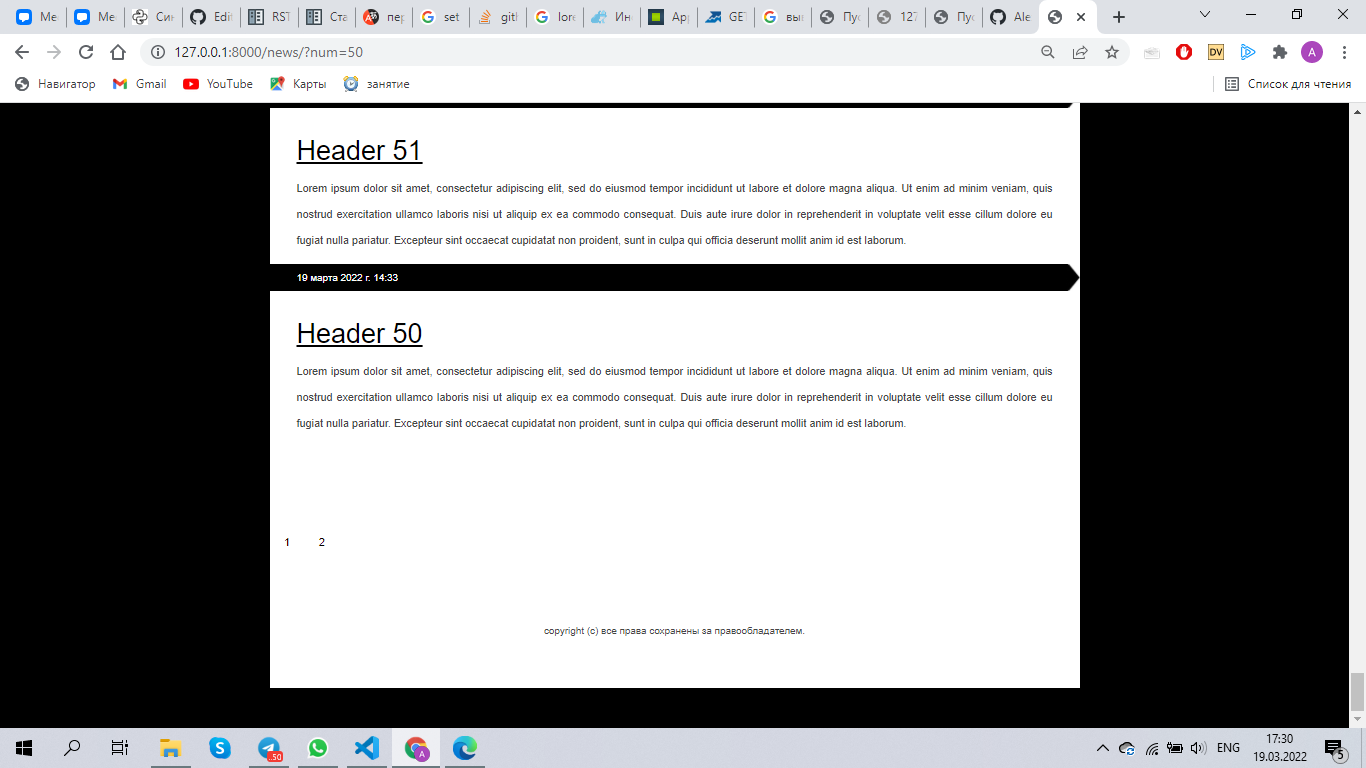 Ме
Ме
Син
Edit
RST
Ста
пер
set
gitl
lore
Ин
App
GET
выг
Пус
127
Пус
Ale
127.0.0.1:8000/news/?num=50
DV
A
Навигатор
Gmail
YouTube
Карты
занятие
Список для чтения
Header 51
Lorem ipsum dolor sit amet, consectetur adipiscing elit, sed do eiusmod tempor incididunt ut labore et dolore magna aliqua. Ut enim ad minim veniam, quis
nostrud exercitation ullamco laboris nisi ut aliquip ex ea commodo consequat. Duis aute irure dolor in reprehenderit in voluptate velit esse cillum dolore eu
fugiat nulla pariatur. Excepteur sint occaecat cupidatat non proident, sunt in culpa qui officia deserunt mollit anim id est laborum.
19 марта 2022 г. 14:33
Header 50
Lorem ipsum dolor sit amet, consectetur adipiscing elit, sed do eiusmod tempor incididunt ut labore et dolore magna aliqua. Ut enim ad minim veniam, quis
nostrud exercitation ullamco laboris nisi ut aliquip ex ea commodo consequat. Duis aute irure dolor in reprehenderit in voluptate velit esse cillum dolore eu
fugiat nulla pariatur. Excepteur sint occaecat cupidatat non proident, sunt in culpa qui officia deserunt mollit anim id est laborum.
1 2
copyright (c) все права сохранены за правообладателем.
..50
A
ENG
17:30
19.03.2022
5